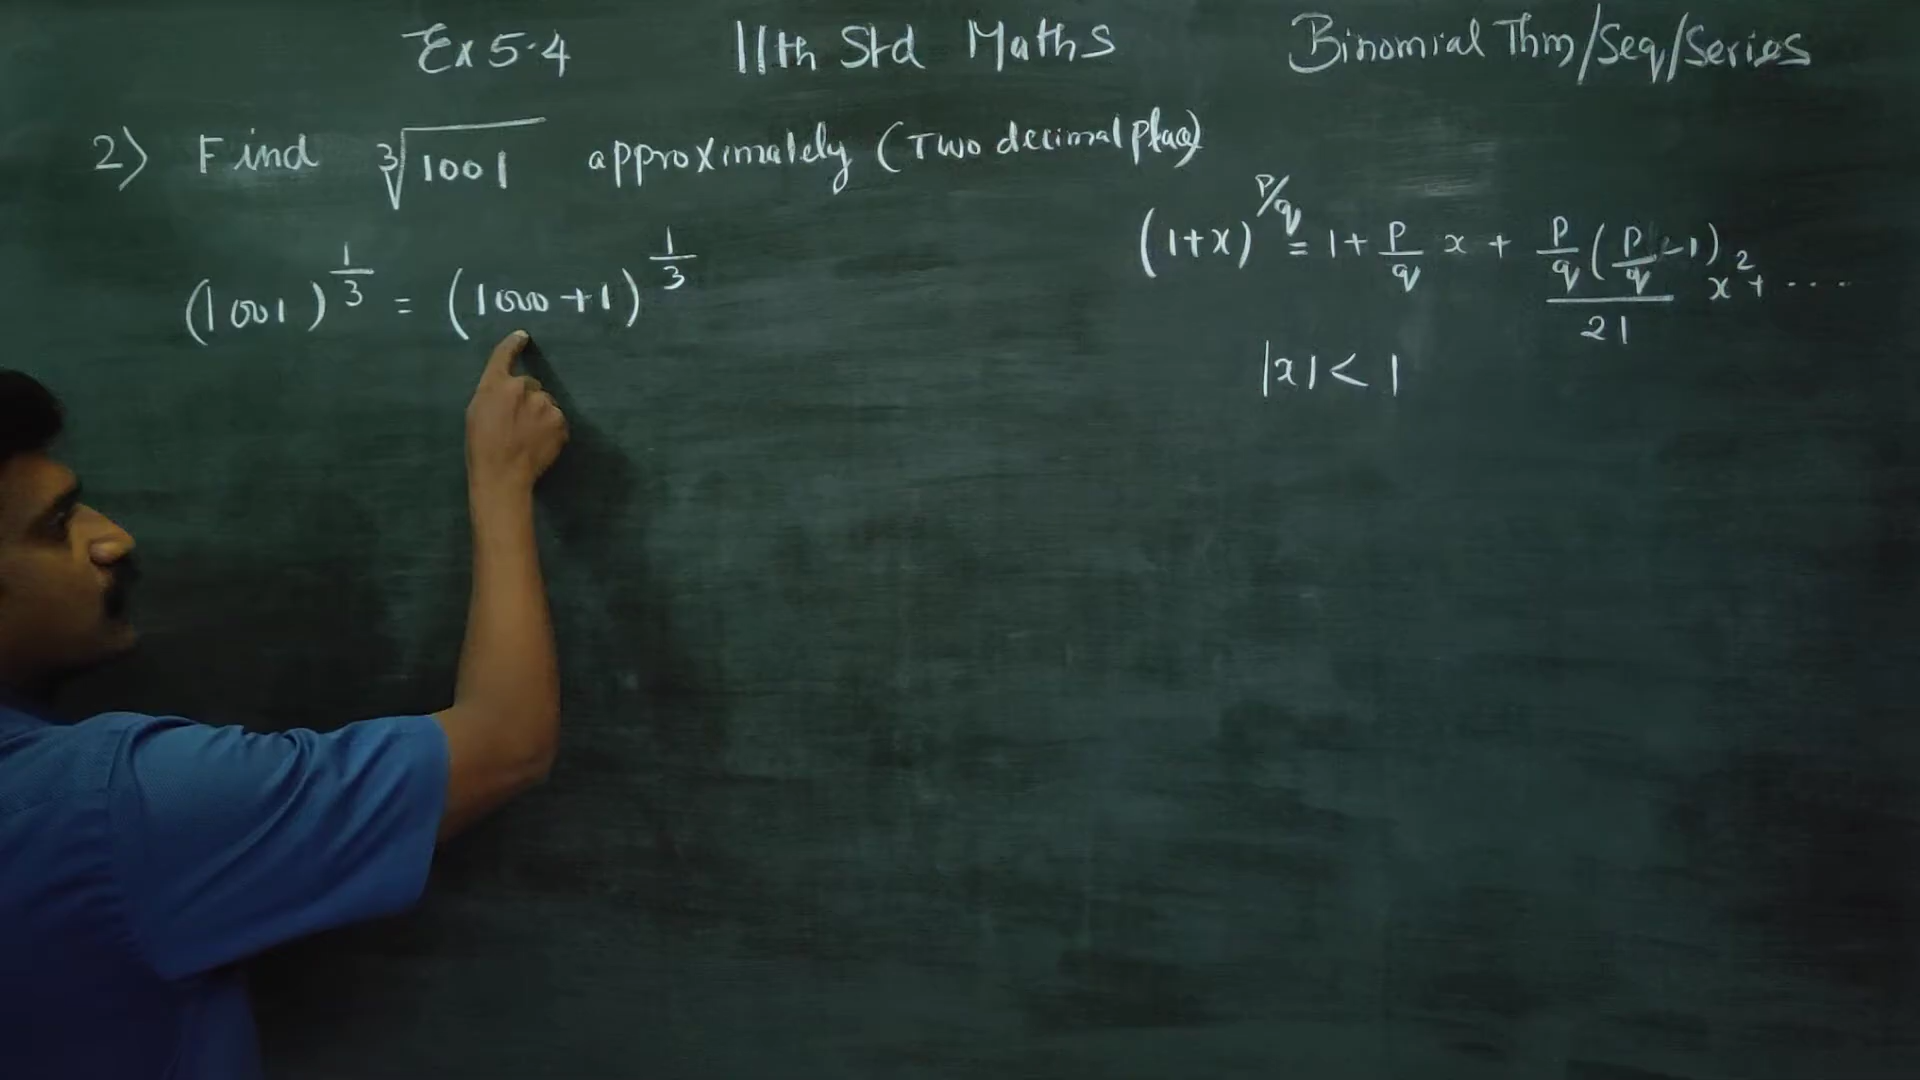 Ex 5.4 11th Std Maths Binomial Thm/Seq/Series
2) Find ∛1001 approximately (Two decimal place)
(1+x)^(p/q) = 1 + p/q x + (p/q (p/q -1))/2! x² + ....
(1001)^(1/3) = (1000+1)^(1/3)
|x| < 1